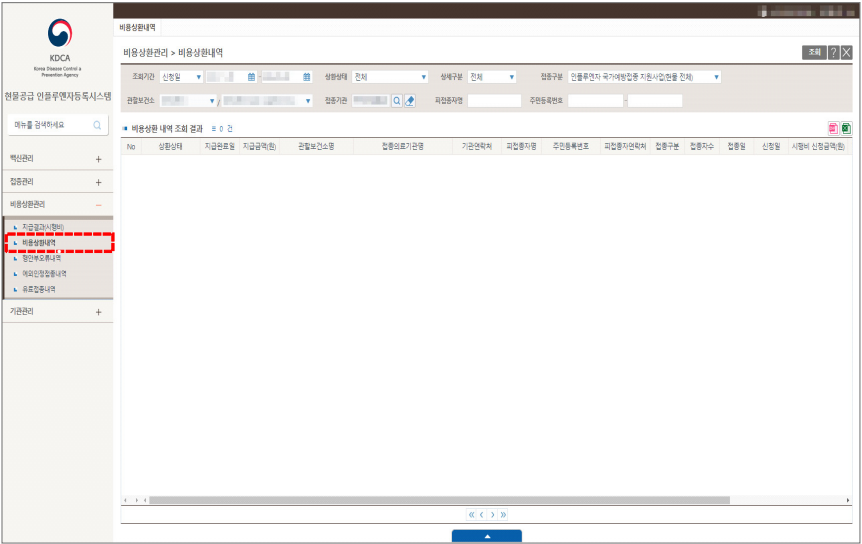 KDCA
Korea Disease Control &
Prevention Agency
현물공급 인플루엔자등록시스템
메뉴를 검색하세요
백신관리 +
접종관리 +
비용상환관리 −
지급결과(시행비)
비용상환내역
행안부오류내역
예외인정접종내역
유료접종내역
기관관리 +
비용상환내역
비용상환관리 > 비용상환내역
조회 ? X
조회기간 신청일 - 상환상태 전체 상세구분 전체 접종구분 인플루엔자 국가예방접종 지원사업(현물 전체)
관할보건소 / 접종기관 피접종자명 주민등록번호 -
비용상환 내역 조회 결과 0 건
No 상환상태 지급완료일 지급금액(원) 관할보건소명 접종의료기관명 기관연락처 피접종자명 주민등록번호 피접종자연락처 접종구분 접종차수 접종일 신청일 시행비 신청금액(원)